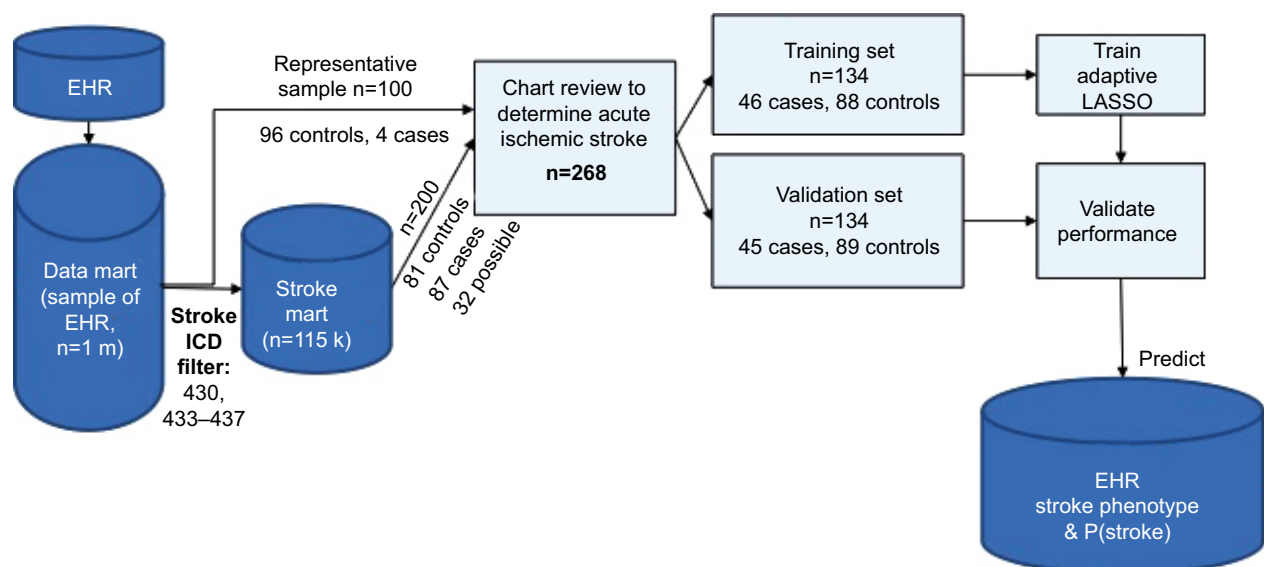 EHR
Data mart
(sample of
EHR,
n=1 m)
Stroke
ICD
filter:
430,
433–437
Representative
sample n=100
96 controls, 4 cases
Stroke
mart
(n=115 k)
n=200
81 controls
87 cases
32 possible
Chart review to
determine acute
ischemic stroke
n=268
Training set
n=134
46 cases, 88 controls
Validation set
n=134
45 cases, 89 controls
Train
adaptive
LASSO
Validate
performance
Predict
EHR
stroke phenotype
& P(stroke)